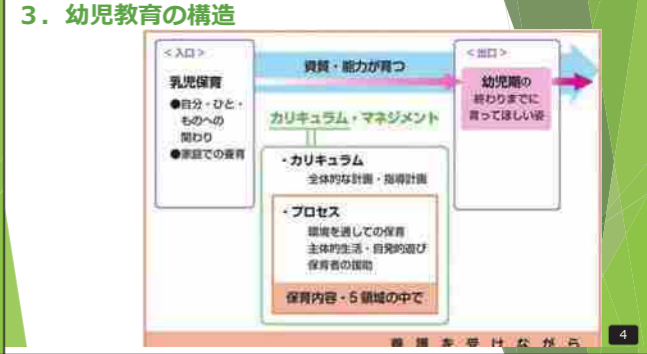 3．幼児教育の構造
<入口>
乳児保育
●自分・ひと・
ものへの
関わり
●家庭での養育
資質・能力が育つ
カリキュラム・マネジメント
・カリキュラム
全体的な計画・指導計画
・プロセス
環境を通しての保育
主体的生活・自発的遊び
保育者の援助
保育内容・5領域の中で
<出口>
幼児期の
終わりまでに
育ってほしい姿
養護を受けながら
4